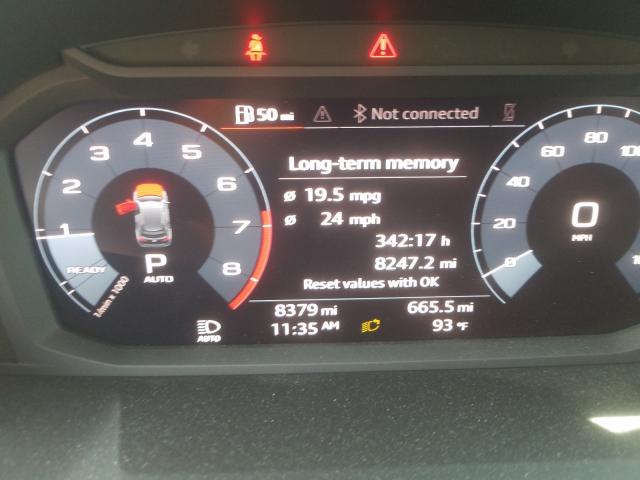 50 mi
Not connected
Long-term memory
ø 19.5 mpg
ø 24 mph
342:17 h
8247.2 mi
Reset values with OK
8379 mi
665.5 mi
11:35 AM
93 °F
AUTO
1
2
3
4
5
6
7
8
READY
P
AUTO
1/min x 1000
0
20
40
60
80
0
MPH